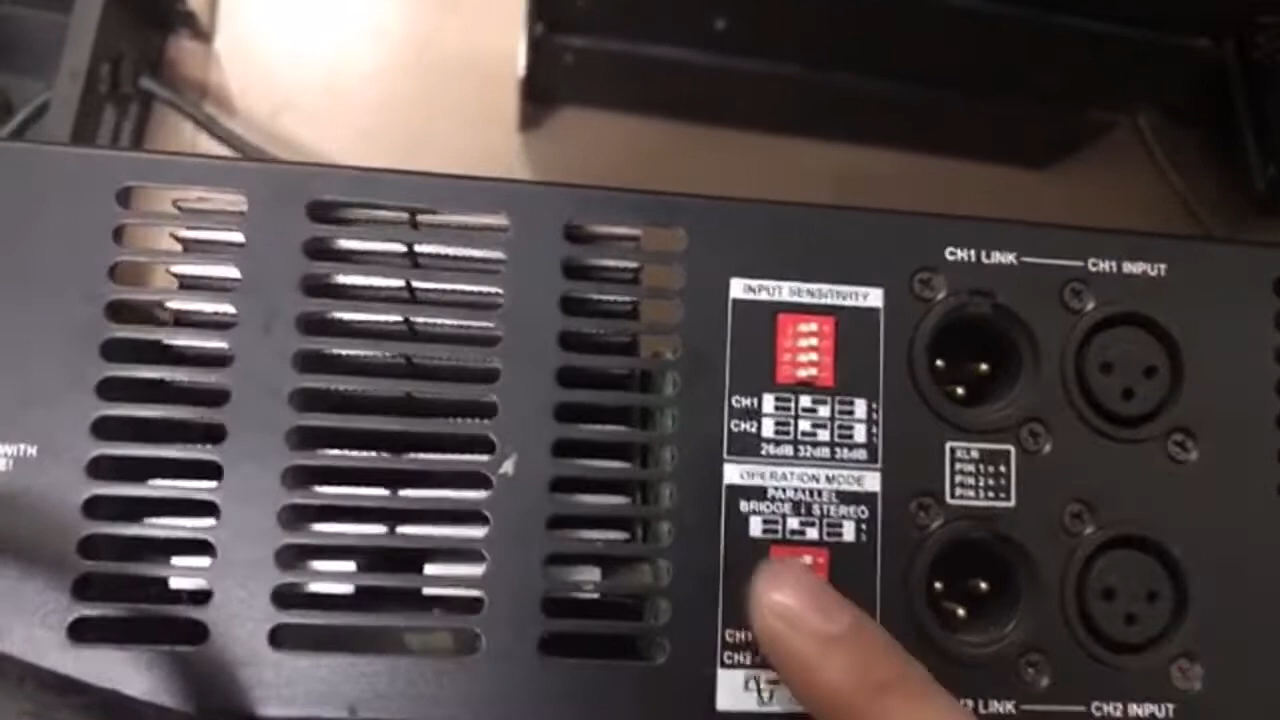 WITH
CH1 LINK CH1 INPUT
INPUT SENSITIVITY
CH1
CH2
26dB 32dB 38dB
OPERATION MODE
PARALLEL
BRIDGE STEREO
XLR
PIN 1 =
PIN 2 = +
PIN 3 = -
CH1
CH2
LINK CH2 INPUT